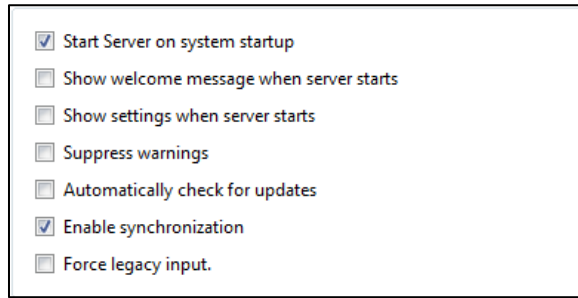 Start Server on system startup
Show welcome message when server starts
Show settings when server starts
Suppress warnings
Automatically check for updates
Enable synchronization
Force legacy input.